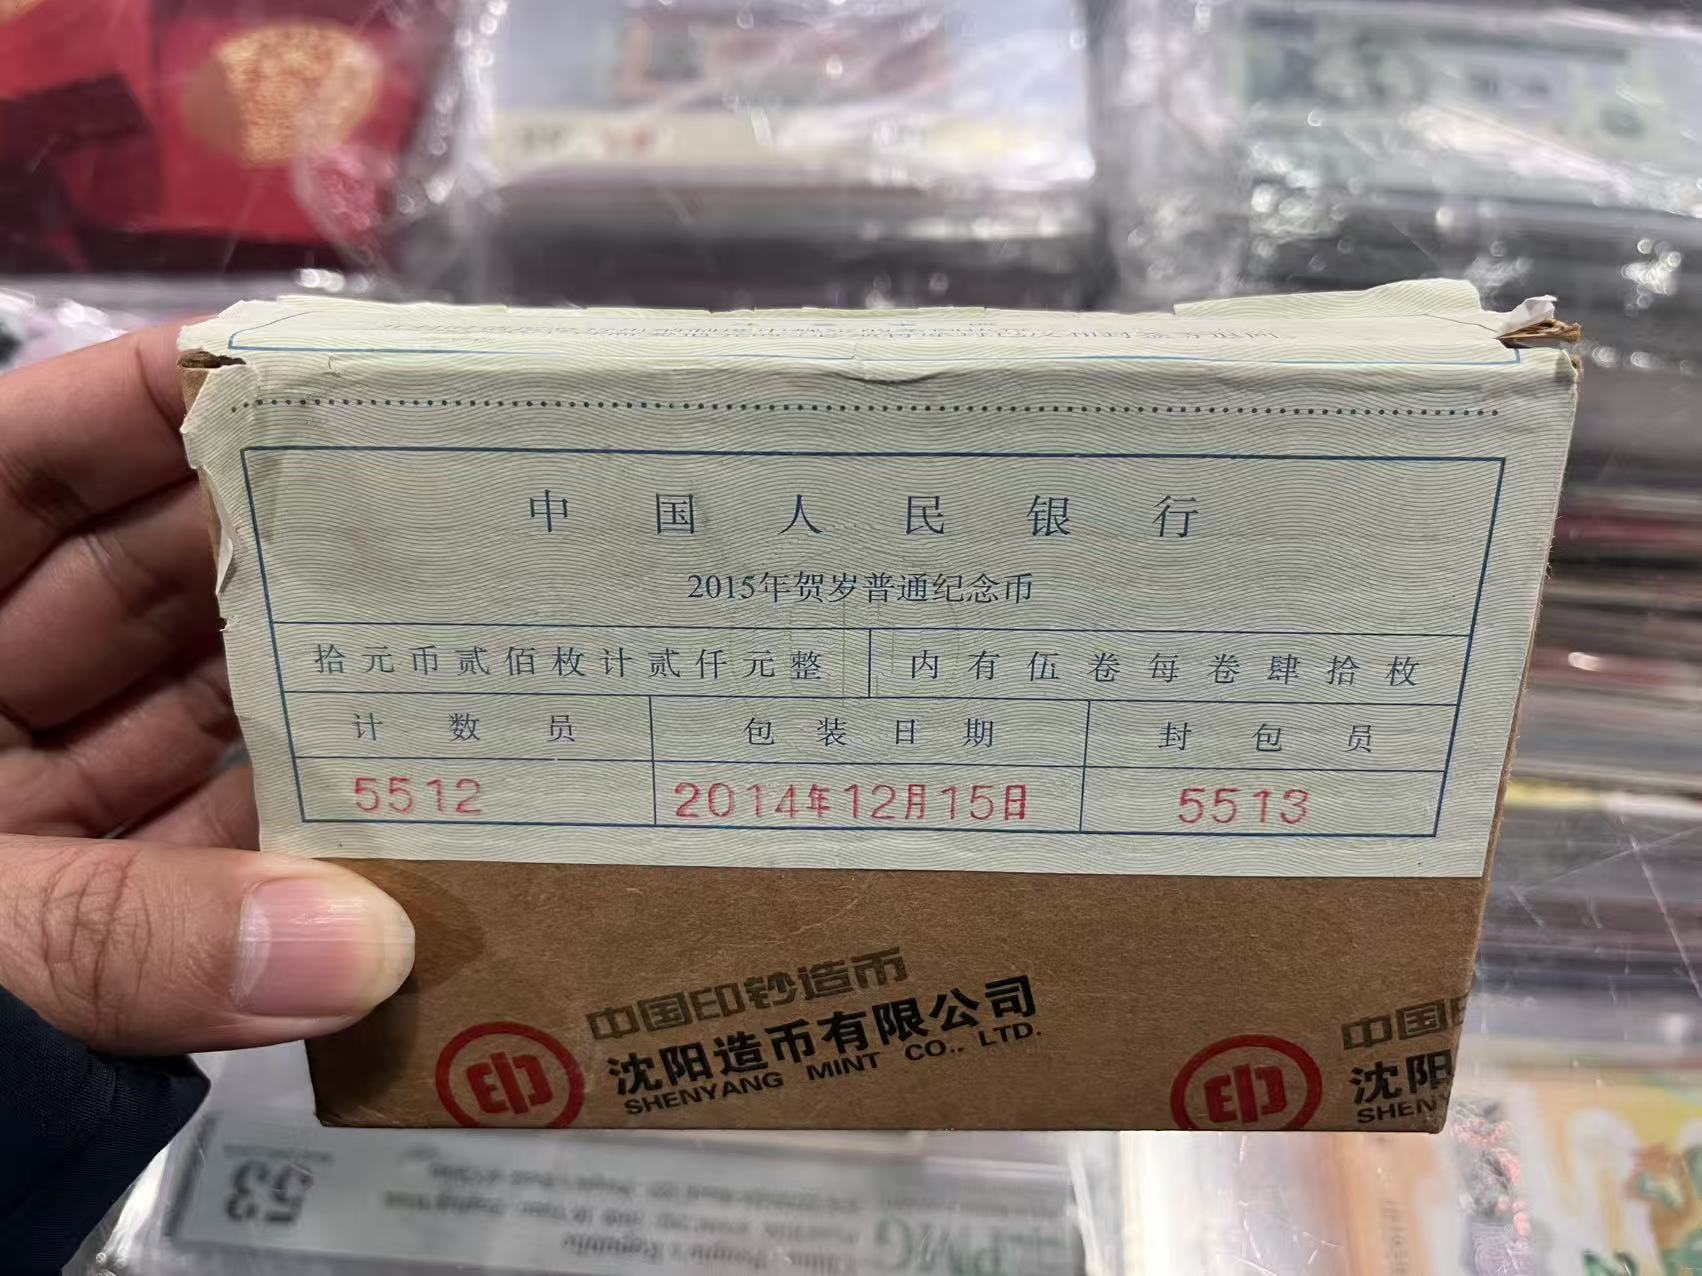 中国人民银行
2015年贺岁普通纪念币
拾元币贰佰枚计贰仟元整
内有伍卷每卷肆拾枚
计数员
包装日期
封包员
5512
2014年12月15日
5513
中国印钞造币
沈阳造币有限公司
SHENYANG MINT CO., LTD.
中国印
沈阳
SHENY
53
PMG